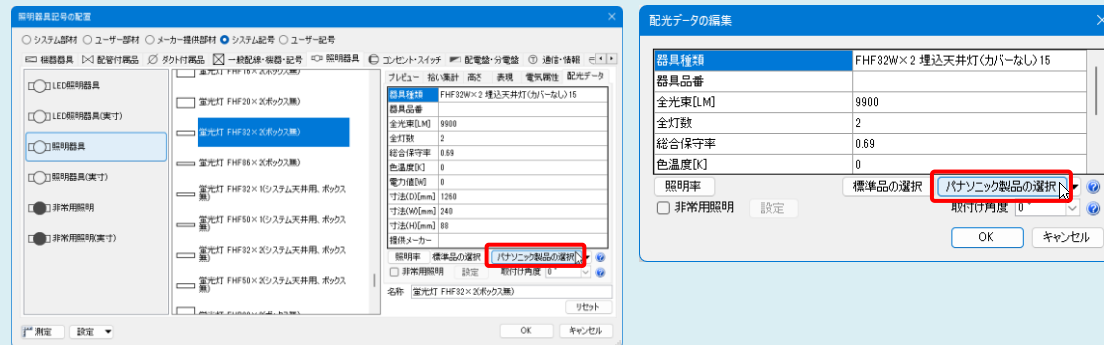 照明器具記号の配置
システム部材 ユーザー部材 メーカー提供部材 システム記号 ユーザー記号
機器器具 配管付属品 ダクト付属品 一般配線・機器・記号 照明器具 コンセント・スイッチ 配電盤・分電盤 通信・情報
LED照明器具
LED照明器具(実寸)
照明器具
照明器具(実寸)
非常用照明
非常用照明(実寸)
蛍光灯 FHF16×2(ボックス無)
蛍光灯 FHF20×2(ボックス無)
蛍光灯 FHF32×2(ボックス無)
蛍光灯 FHF86×2(ボックス無)
蛍光灯 FHF32×1(システム天井用、ボックス無)
蛍光灯 FHF50×1(システム天井用、ボックス無)
蛍光灯 FHF32×2(システム天井用、ボックス無)
蛍光灯 FHF50×2(システム天井用、ボックス無)
プレビュー 拾い集計 高さ 表現 電気属性 配光データ
器具種類 FHF32W×2 埋込天井灯(カバーなし)15
器具品番
全光束[LM] 9900
全灯数 2
総合保守率 0.69
色温度[K] 0
電力値[W] 0
寸法(D)[mm] 1260
寸法(W)[mm] 240
寸法(H)[mm] 88
提供メーカー
照明率 標準品の選択 パナソニック製品の選択
非常用照明 設定 取付け角度 0°
名称 蛍光灯 FHF32×2(ボックス無)
リセット
測定 設定 OK キャンセル
配光データの編集
器具種類 FHF32W×2 埋込天井灯(カバーなし)15
器具品番
全光束[LM] 9900
全灯数 2
総合保守率 0.69
色温度[K] 0
照明率 標準品の選択 パナソニック製品の選択
非常用照明 設定 取付け角度 0°
OK キャンセル